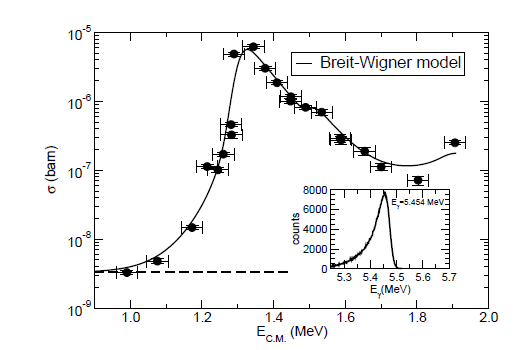 10^-5
Breit-Wigner model
10^-6
σ (barn)
10^-7
8000
E_γ=5.454 MeV
6000
counts
4000
10^-8
2000
0
5.3 5.4 5.5 5.6 5.7
E_γ(MeV)
10^-9
1.0 1.2 1.4 1.6 1.8 2.0
E_C.M. (MeV)